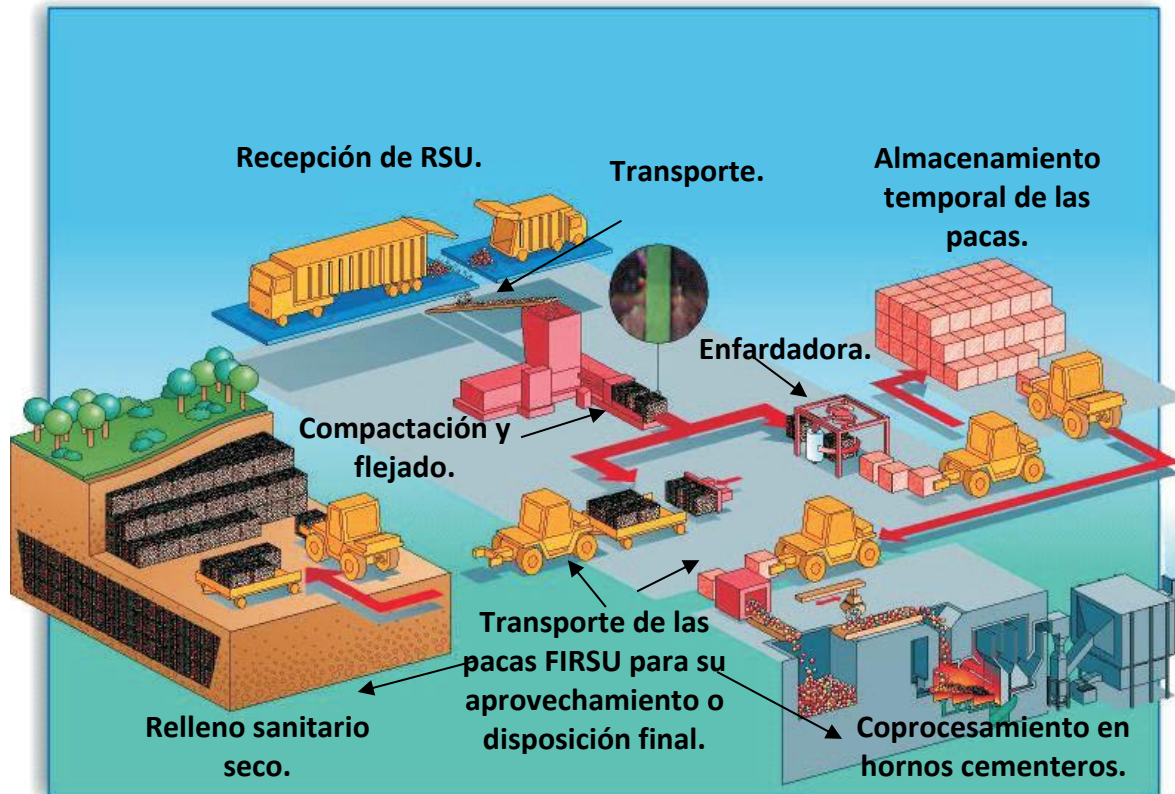 Recepción de RSU.
Transporte.
Almacenamiento
temporal de las
pacas.
Enfardadora.
Compactación y
flejado.
Transporte de las
pacas FIRSU para su
aprovechamiento o
disposición final.
Relleno sanitario
seco.
Coprocesamiento en
hornos cementeros.